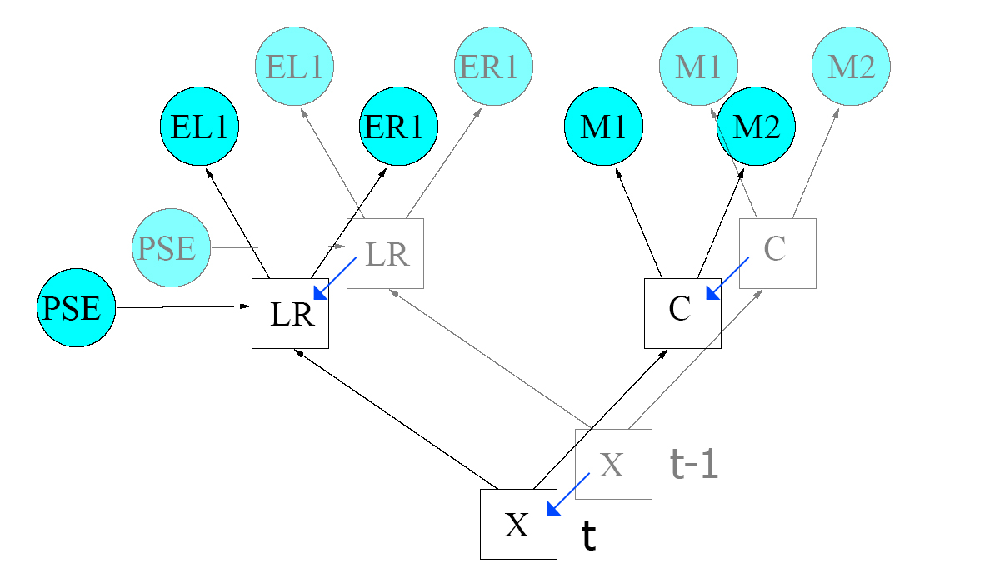 EL1 ER1 M1 M2
EL1 ER1 M1 M2
PSE LR C
PSE LR C
X t-1
X t